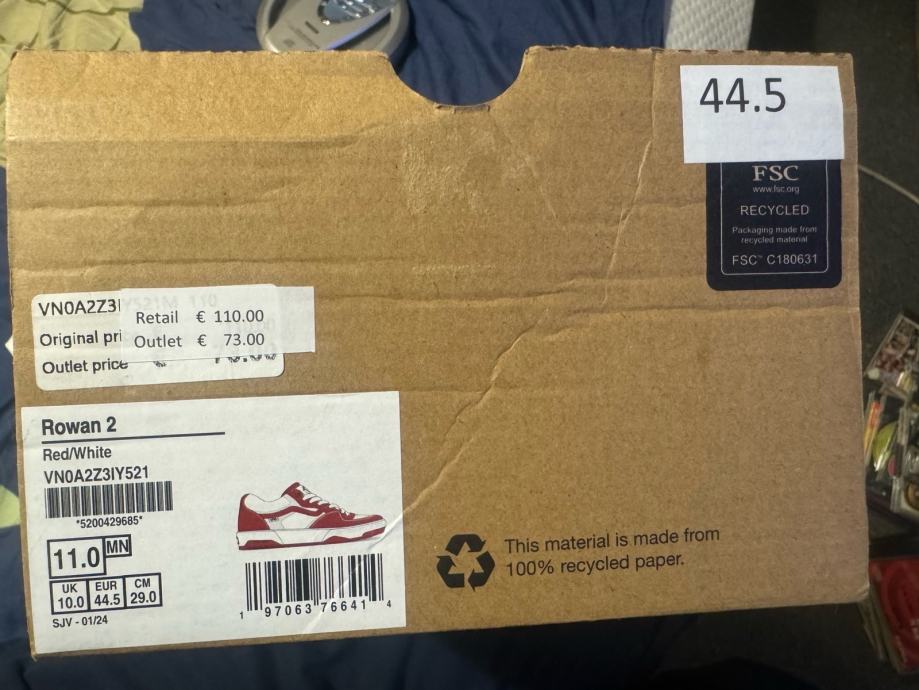 44.5
FSC
www.fsc.org
RECYCLED
Packaging made from
recycled material
FSC™ C180631
VN0A2Z3IY521M 110
Retail € 110.00
Original pri
Outlet € 73.00
Outlet price €
Rowan 2
Red/White
VN0A2Z3IY521
*5200429685*
11.0 MN
UK EUR CM
10.0 44.5 29.0
SJV - 01/24
1 97063 76641 4
This material is made from
100% recycled paper.